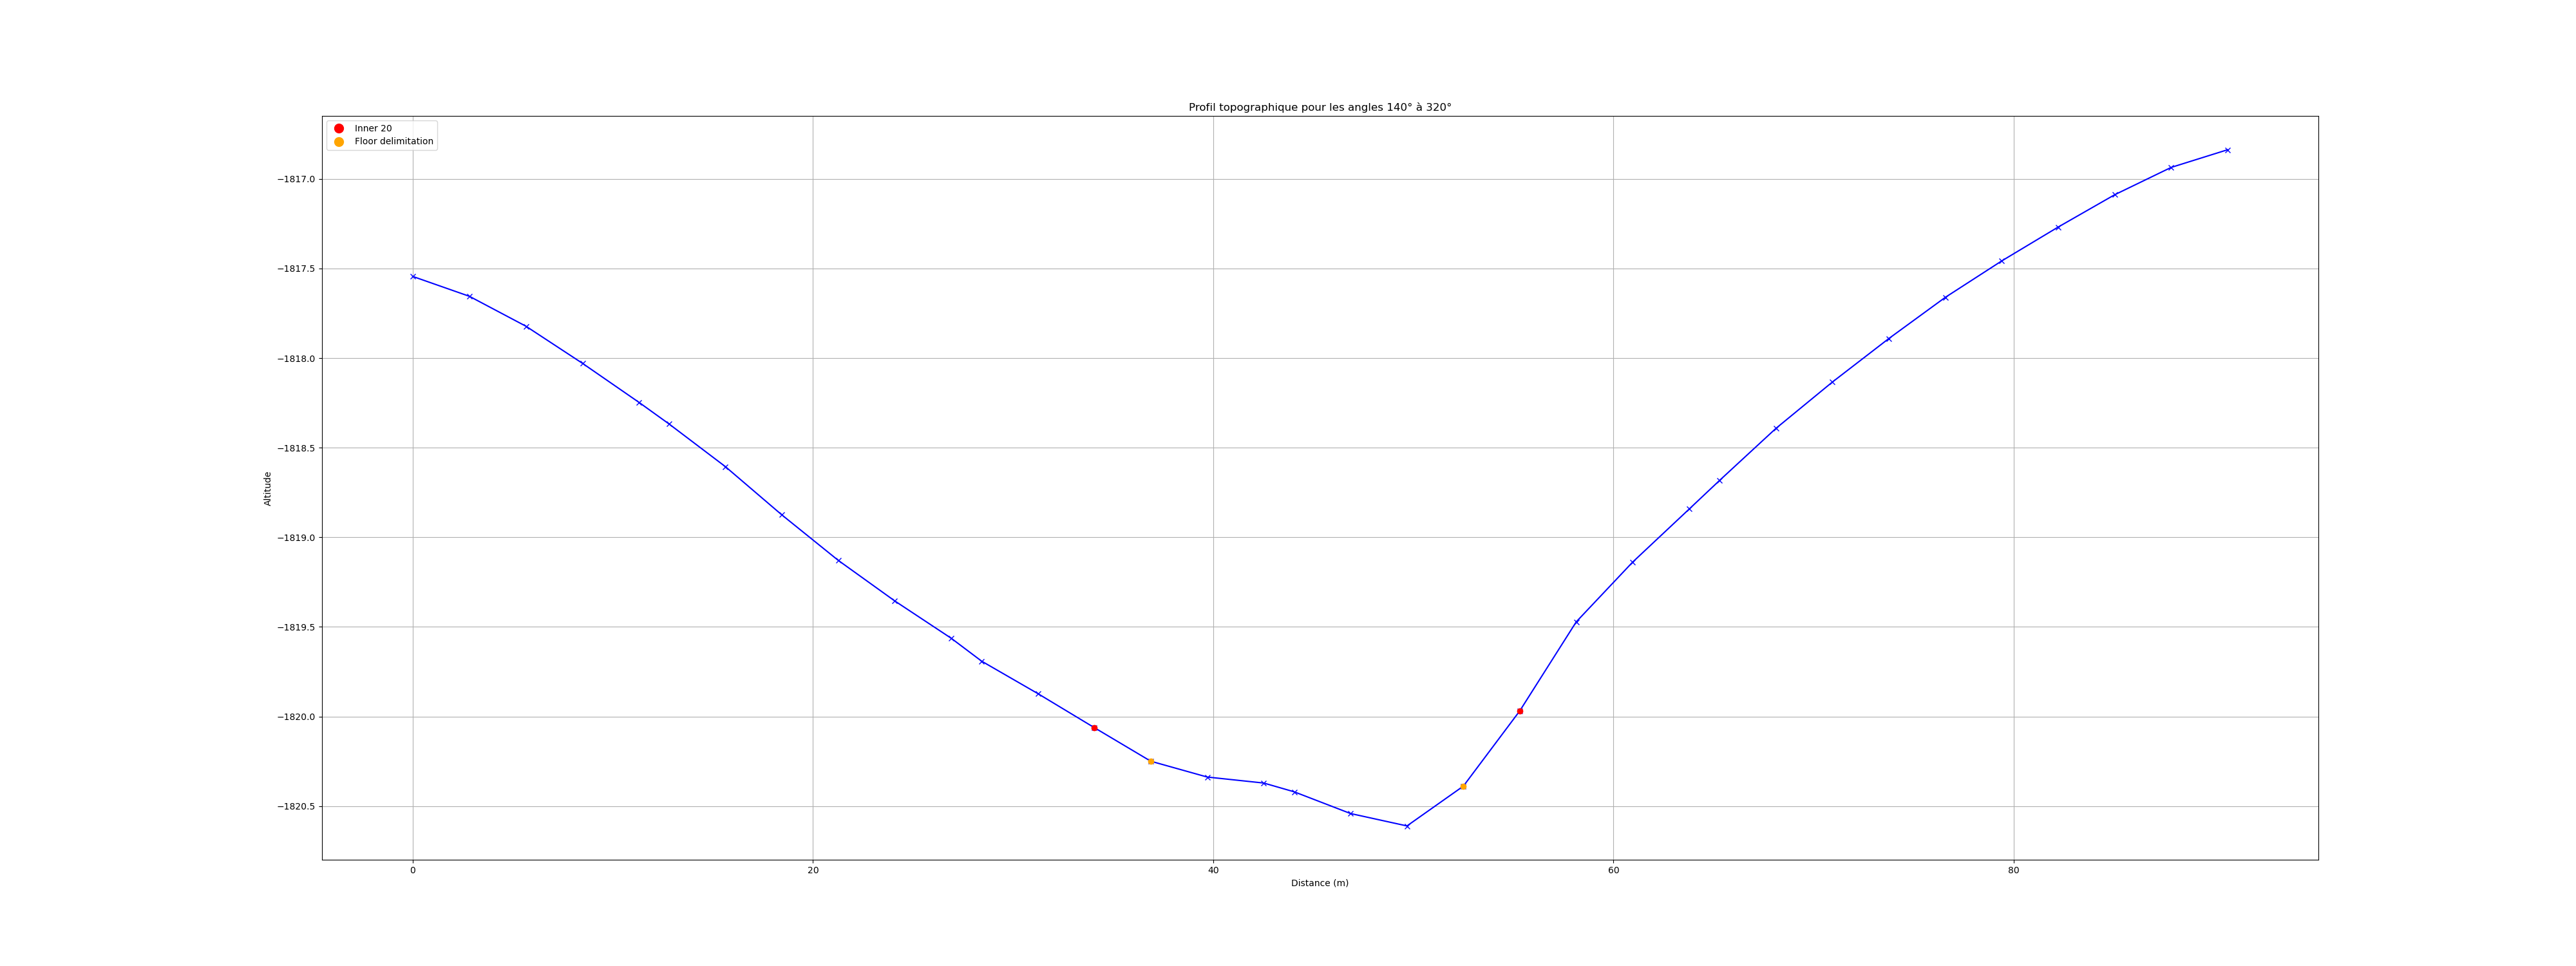 Profil topographique pour les angles 140° à 320°
Inner 20
Floor delimitation
−1817.0
−1817.5
−1818.0
−1818.5
−1819.0
−1819.5
−1820.0
−1820.5
Altitude
0 20 40 60 80
Distance (m)